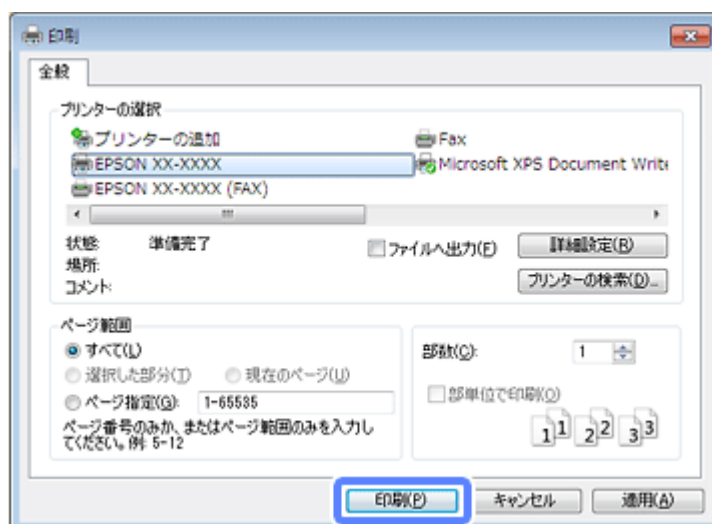 印刷
全般
プリンターの選択
プリンターの追加
Fax
EPSON XX-XXXX
Microsoft XPS Document Write
EPSON XX-XXXX (FAX)
状態: 準備完了
ファイルへ出力(F)
詳細設定(R)
場所:
コメント:
プリンターの検索(D)...
ページ範囲
すべて(L)
選択した部分(T)
現在のページ(U)
ページ指定(G): 1-65535
ページ番号のみか、またはページ範囲のみを入力し
てください。例: 5-12
部数(C): 1
部単位で印刷(O)
1 1 2 2 3 3
印刷(P)
キャンセル
適用(A)